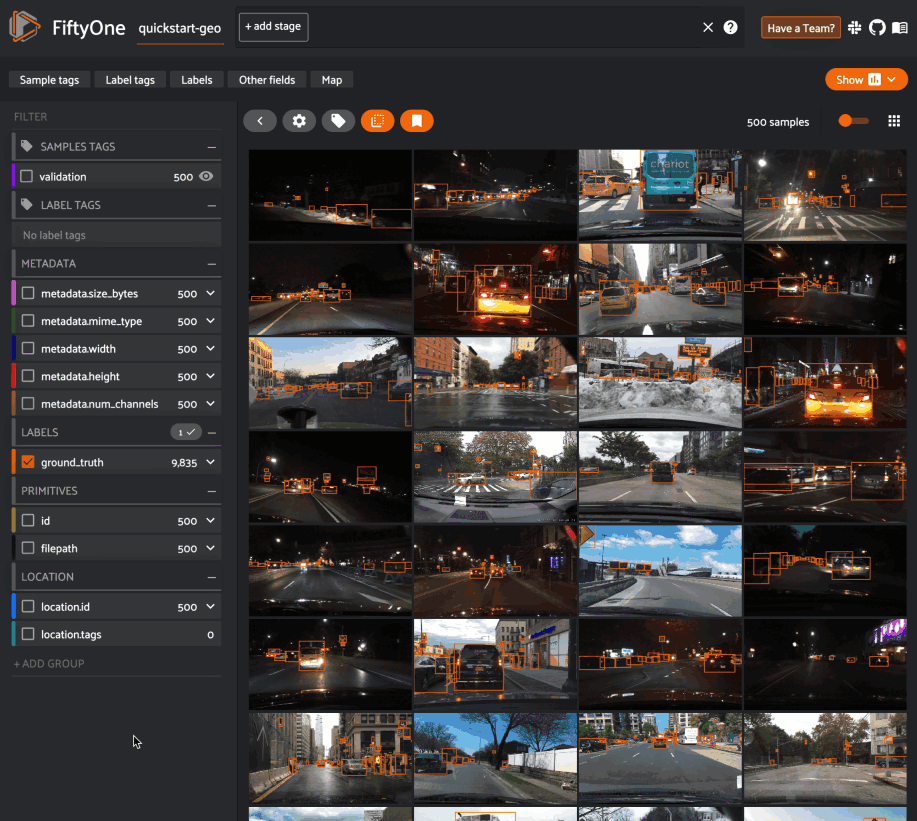 FiftyOne
quickstart-geo
+ add stage
Have a Team?
Sample tags
Label tags
Labels
Other fields
Map
Show
FILTER
500 samples
SAMPLES TAGS
validation 500
LABEL TAGS
No label tags
METADATA
metadata.size_bytes 500
metadata.mime_type 500
metadata.width 500
metadata.height 500
metadata.num_channels 500
LABELS 1
ground_truth 9,835
PRIMITIVES
id 500
filepath 500
LOCATION
location.id 500
location.tags 0
+ ADD GROUP
chariot